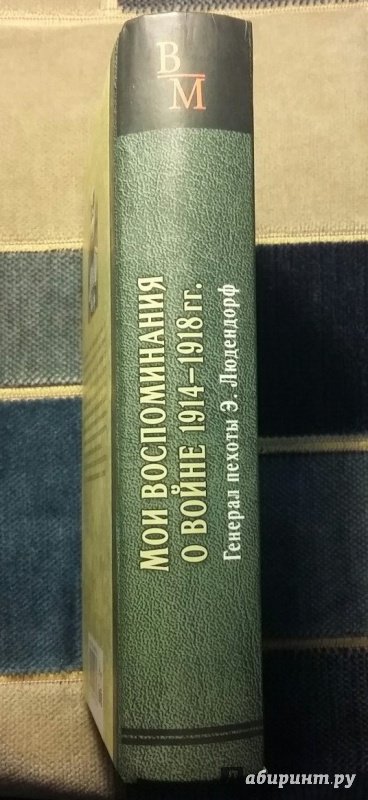 В
М
МОИ ВОСПОМИНАНИЯ
О ВОЙНЕ 1914–1918 ГГ.
Генерал пехоты Э. Людендорф
абиринт.ру